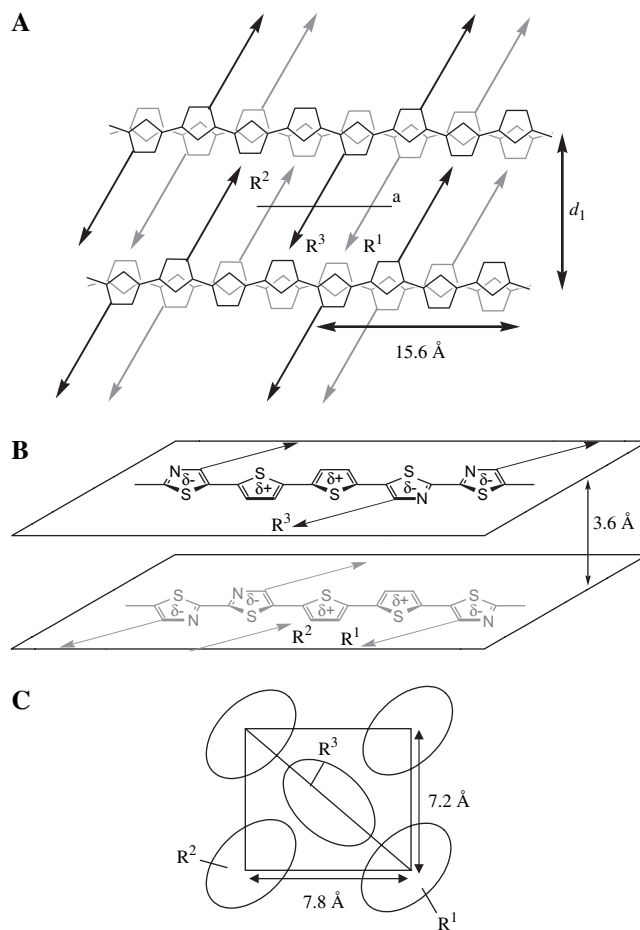 A
R²
a
d₁
R³ R¹
15.6 Å
B
N δ- S S δ+ δ+ S δ- N N δ- S
R³
3.6 Å
S δ- N N δ- S S δ+ δ+ S S δ- N
R² R¹
C
R³
7.2 Å
R²
7.8 Å
R¹